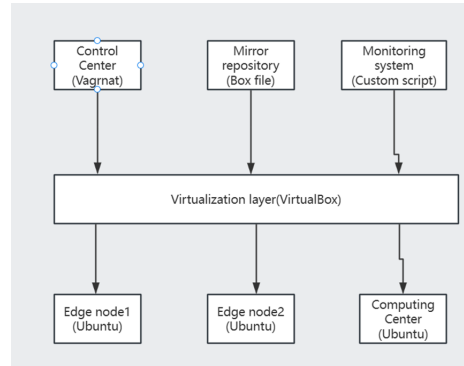 Control
Center
(Vagrnat)
Mirror
repository
(Box file)
Monitoring
system
(Custom script)
Virtualization layer(VirtualBox)
Edge node1
(Ubuntu)
Edge node2
(Ubuntu)
Computing
Center
(Ubuntu)